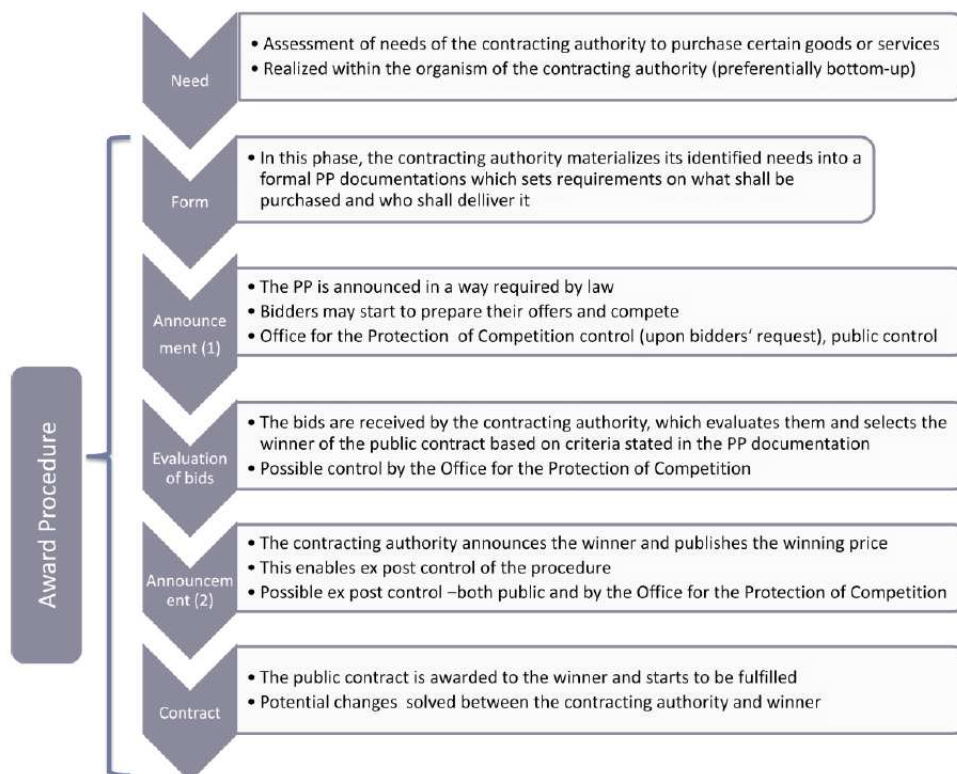 Need
• Assessment of needs of the contracting authority to purchase certain goods or services
• Realized within the organism of the contracting authority (preferentially bottom-up)
Form
• In this phase, the contracting authority materializes its identified needs into a
formal PP documentations which sets requirements on what shall be
purchased and who shall delliver it
Announce
ment (1)
• The PP is announced in a way required by law
• Bidders may start to prepare their offers and compete
• Office for the Protection of Competition control (upon bidders‘ request), public control
Award Procedure
Evaluation
of bids
• The bids are received by the contracting authority, which evaluates them and selects the
winner of the public contract based on criteria stated in the PP documentation
• Possible control by the Office for the Protection of Competition
Announcem
ent (2)
• The contracting authority announces the winner and publishes the winning price
• This enables ex post control of the procedure
• Possible ex post control –both public and by the Office for the Protection of Competition
Contract
• The public contract is awarded to the winner and starts to be fulfilled
• Potential changes solved between the contracting authority and winner